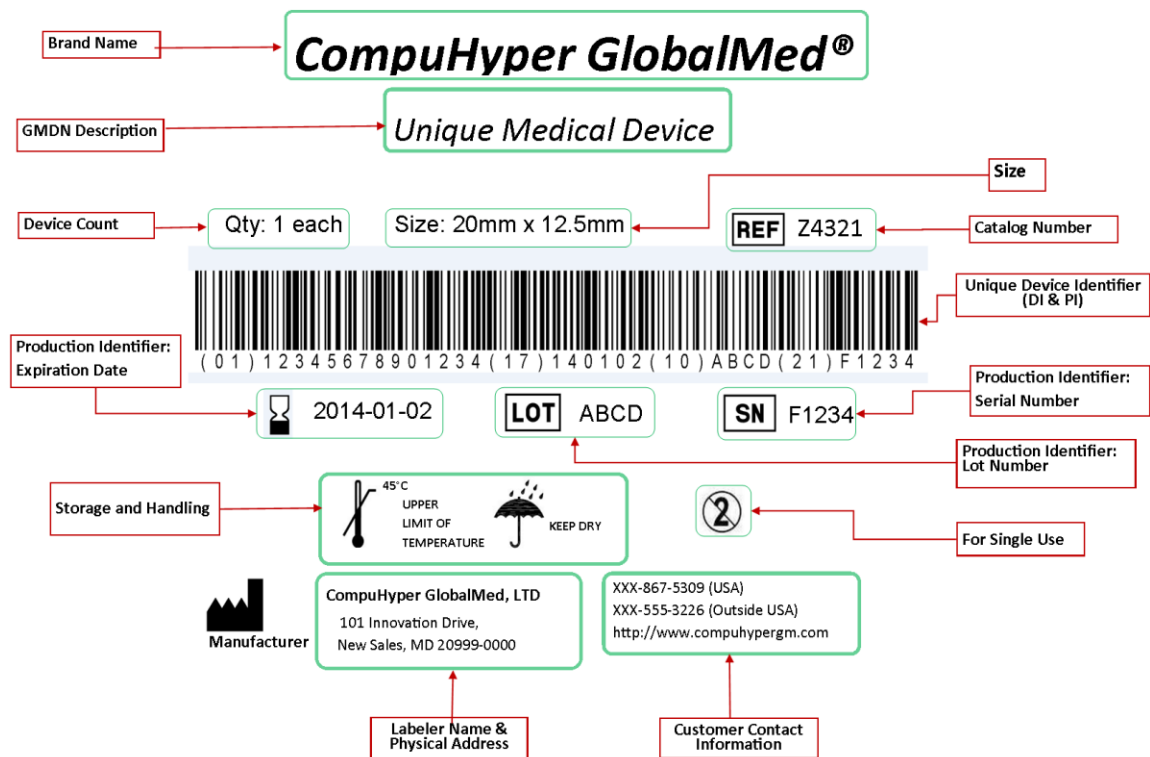 Brand Name
CompuHyper GlobalMed®
GMDN Description
Unique Medical Device
Size
Device Count
Qty: 1 each
Size: 20mm x 12.5mm
REF Z4321
Catalog Number
Unique Device Identifier
(DI & PI)
(01)12345678901234(17)140102(10)ABCD(21)F1234
Production Identifier:
Expiration Date
2014-01-02
LOT ABCD
SN F1234
Production Identifier:
Serial Number
Production Identifier:
Lot Number
Storage and Handling
45°C
UPPER
LIMIT OF
TEMPERATURE
KEEP DRY
2
For Single Use
Manufacturer
CompuHyper GlobalMed, LTD
101 Innovation Drive,
New Sales, MD 20999-0000
XXX-867-5309 (USA)
XXX-555-3226 (Outside USA)
http://www.compuhypergm.com
Labeler Name &
Physical Address
Customer Contact
Information